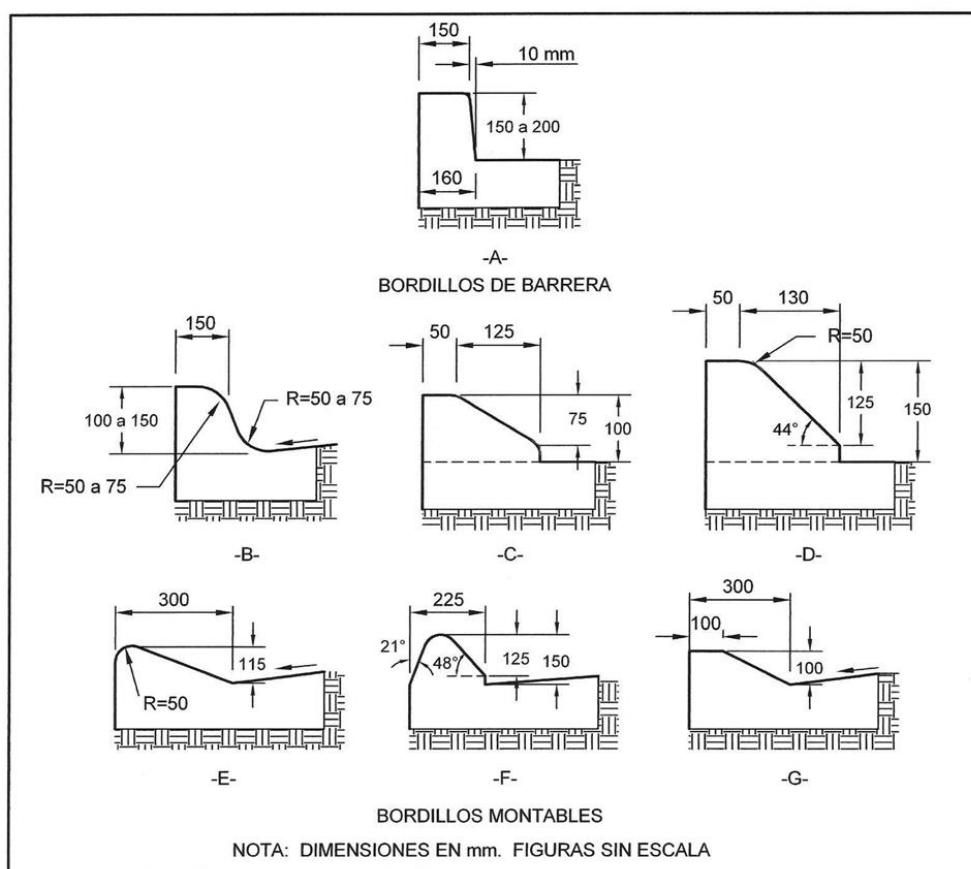 150
10 mm
150 a 200
160
-A-
BORDILLOS DE BARRERA
150
100 a 150
R=50 a 75
R=50 a 75
-B-
50
125
75
100
-C-
50
130
R=50
44°
125
150
-D-
300
115
R=50
-E-
225
21°
48°
125
150
-F-
300
100
100
-G-
BORDILLOS MONTABLES
NOTA: DIMENSIONES EN mm. FIGURAS SIN ESCALA